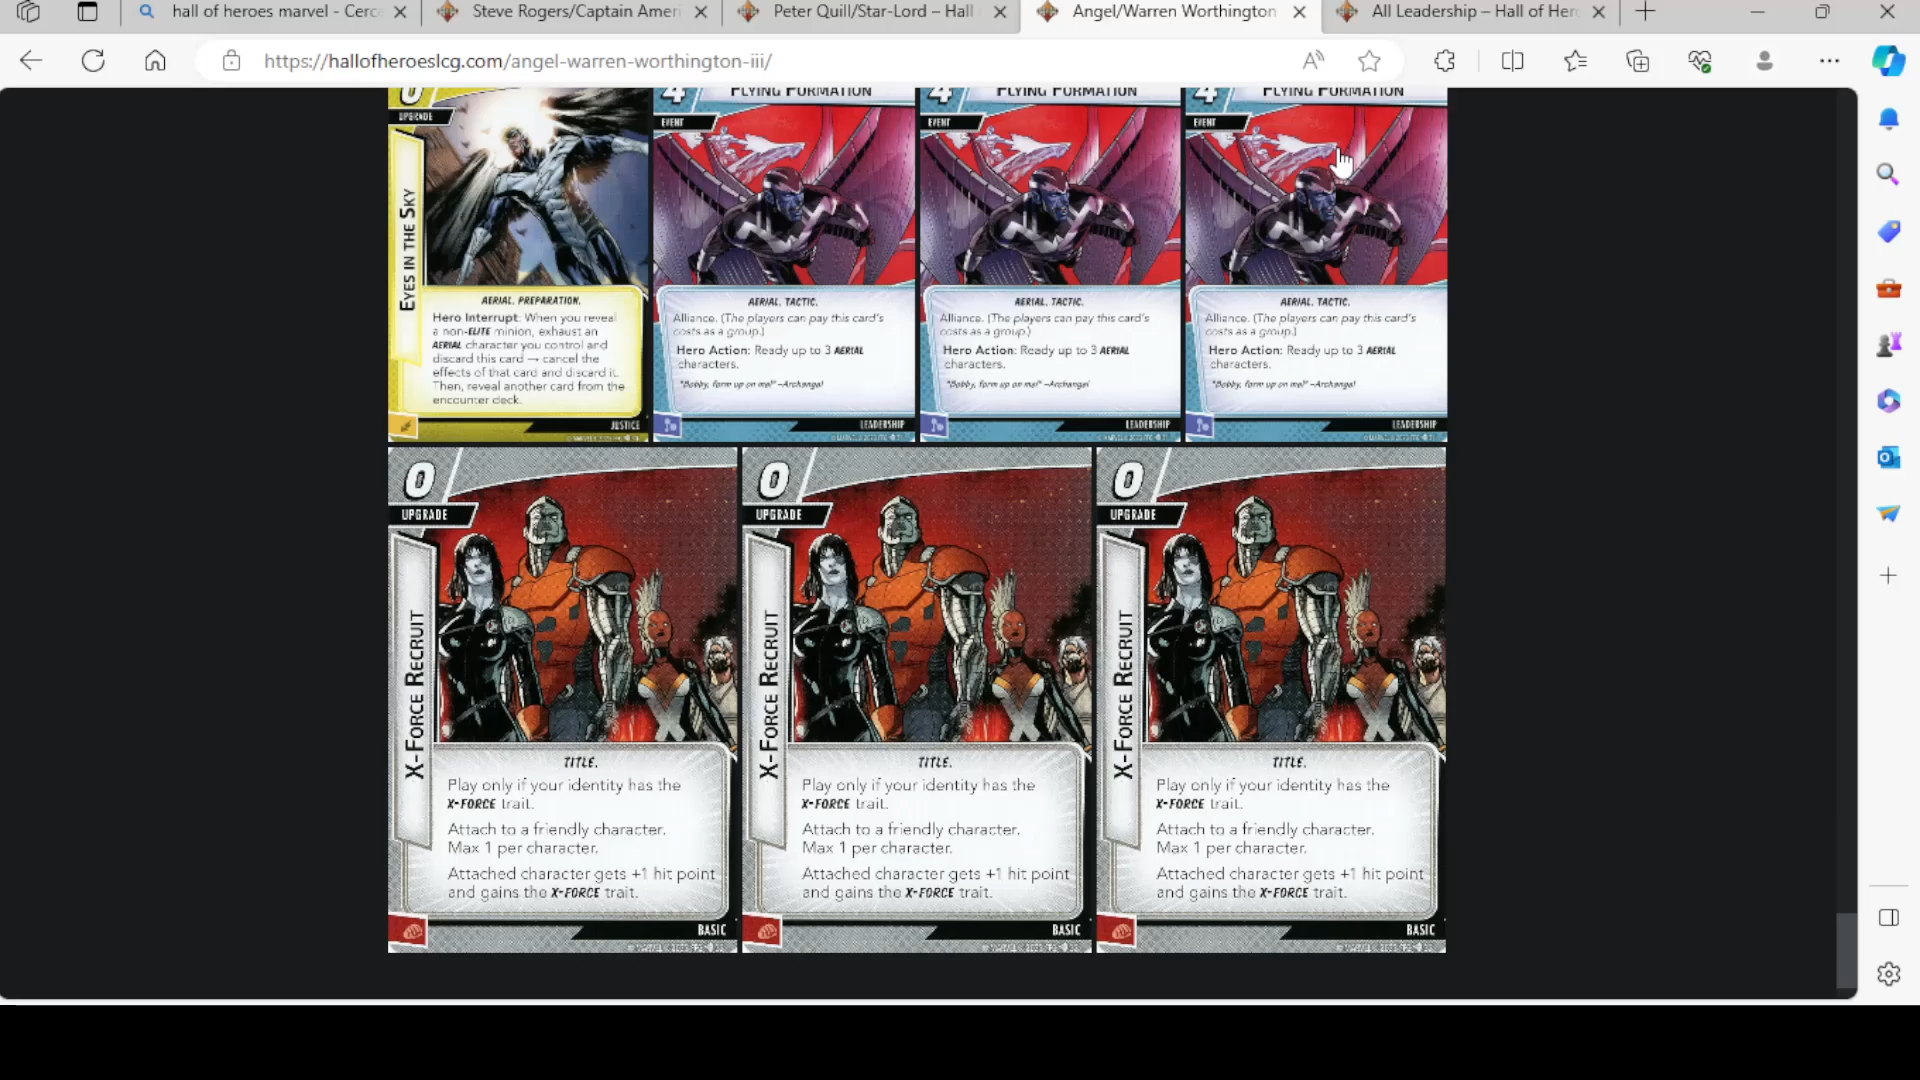 hall of heroes marvel - Cerc
Steve Rogers/Captain Ameri
Peter Quill/Star-Lord – Hall
Angel/Warren Worthington
All Leadership – Hall of Her
https://hallofheroeslcg.com/angel-warren-worthington-iii/
0
UPGRADE
EYES IN THE SKY
AERIAL. PREPARATION.
Hero Interrupt: When you reveal
a non-ELITE minion, exhaust an
AERIAL character you control and
discard this card → cancel the
effects of that card and discard it.
Then, reveal another card from the
encounter deck.
JUSTICE
4
FLYING FORMATION
EVENT
AERIAL. TACTIC.
Alliance. (The players can pay this card's
costs as a group.)
Hero Action: Ready up to 3 AERIAL
characters.
"Bobby, form up on me!" –Archangel
LEADERSHIP
4
FLYING FORMATION
EVENT
AERIAL. TACTIC.
Alliance. (The players can pay this card's
costs as a group.)
Hero Action: Ready up to 3 AERIAL
characters.
"Bobby, form up on me!" –Archangel
LEADERSHIP
4
FLYING FORMATION
EVENT
AERIAL. TACTIC.
Alliance. (The players can pay this card's
costs as a group.)
Hero Action: Ready up to 3 AERIAL
characters.
"Bobby, form up on me!" –Archangel
LEADERSHIP
0
UPGRADE
X-FORCE RECRUIT
TITLE.
Play only if your identity has the
X-FORCE trait.
Attach to a friendly character.
Max 1 per character.
Attached character gets +1 hit point
and gains the X-FORCE trait.
BASIC
0
UPGRADE
X-FORCE RECRUIT
TITLE.
Play only if your identity has the
X-FORCE trait.
Attach to a friendly character.
Max 1 per character.
Attached character gets +1 hit point
and gains the X-FORCE trait.
BASIC
0
UPGRADE
X-FORCE RECRUIT
TITLE.
Play only if your identity has the
X-FORCE trait.
Attach to a friendly character.
Max 1 per character.
Attached character gets +1 hit point
and gains the X-FORCE trait.
BASIC